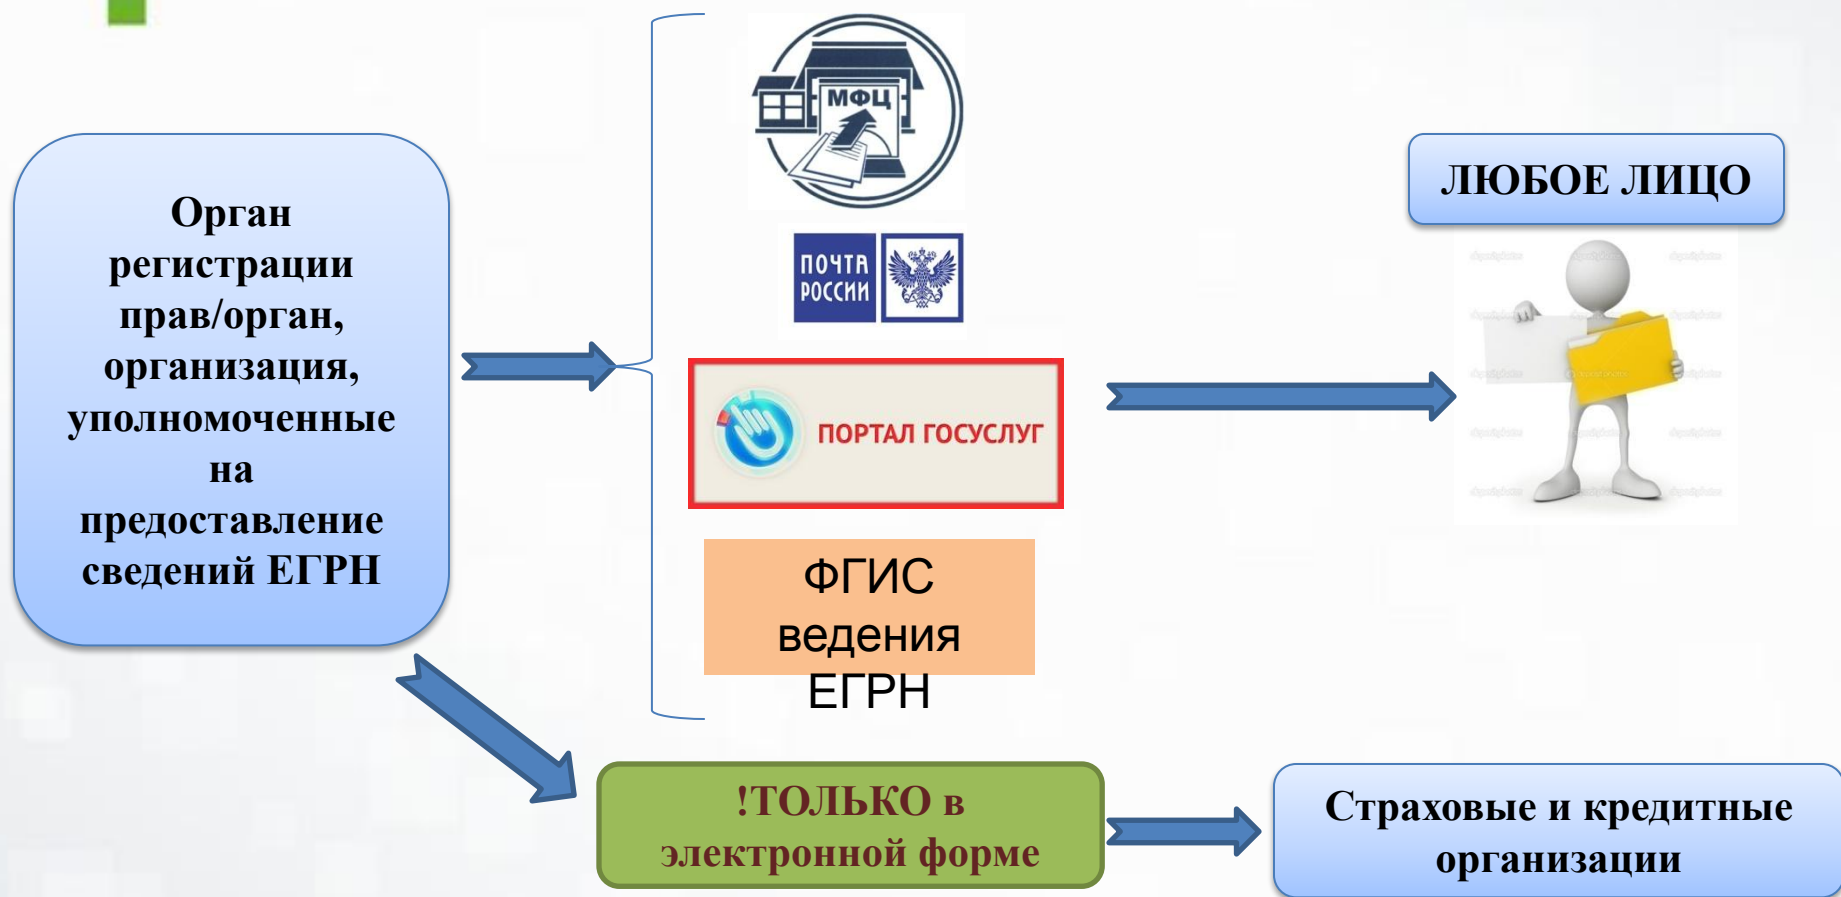 Орган
регистрации
прав/орган,
организация,
уполномоченные
на
предоставление
сведений ЕГРН
МФЦ
ПОЧТА
РОССИИ
ПОРТАЛ ГОСУСЛУГ
ФГИС
ведения
ЕГРН
ЛЮБОЕ ЛИЦО
!ТОЛЬКО в
электронной форме
Страховые и кредитные
организации